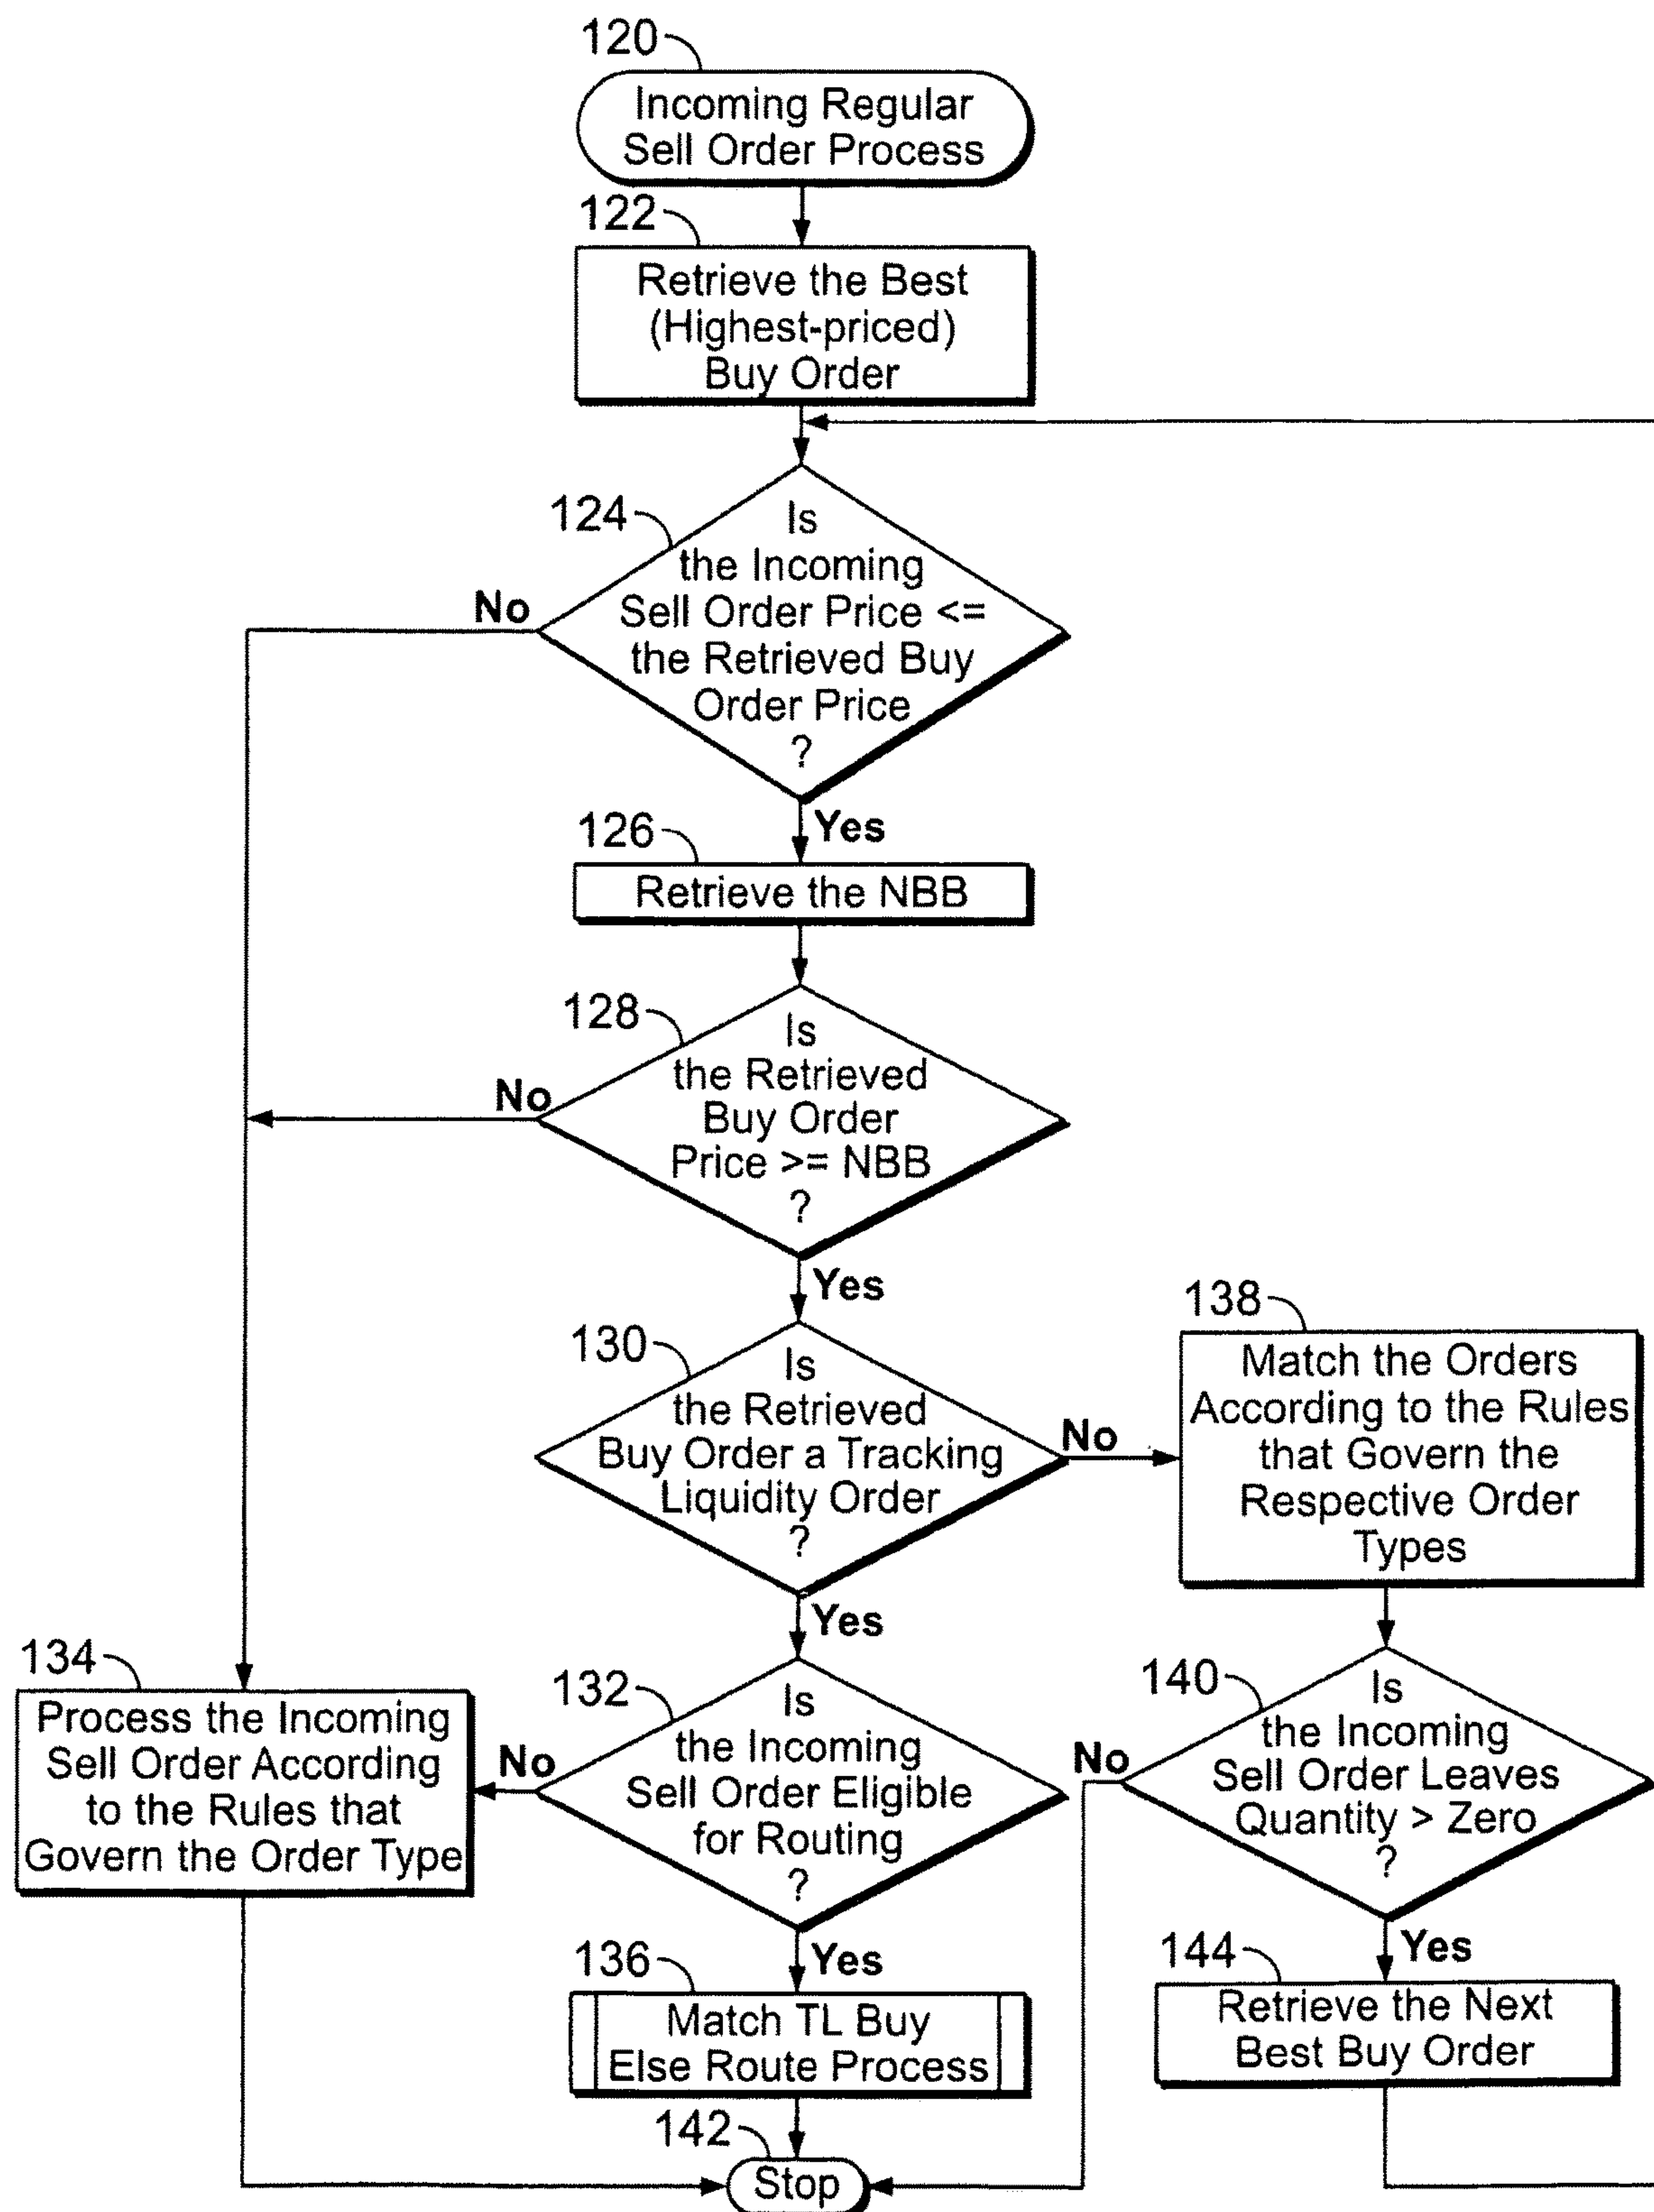 120
Incoming Regular
Sell Order Process
122
Retrieve the Best
(Highest-priced)
Buy Order
124
Is
the Incoming
Sell Order Price <=
the Retrieved Buy
Order Price
?
No
Yes
126
Retrieve the NBB
128
Is
the Retrieved
Buy Order
Price >= NBB
?
No
Yes
130
Is
the Retrieved
Buy Order a Tracking
Liquidity Order
?
No
Yes
138
Match the Orders
According to the Rules
that Govern the
Respective Order
Types
132
Is
the Incoming
Sell Order Eligible
for Routing
?
No
Yes
134
Process the Incoming
Sell Order According
to the Rules that
Govern the Order Type
140
Is
the Incoming
Sell Order Leaves
Quantity > Zero
?
No
Yes
136
Match TL Buy
Else Route Process
144
Retrieve the Next
Best Buy Order
142
Stop